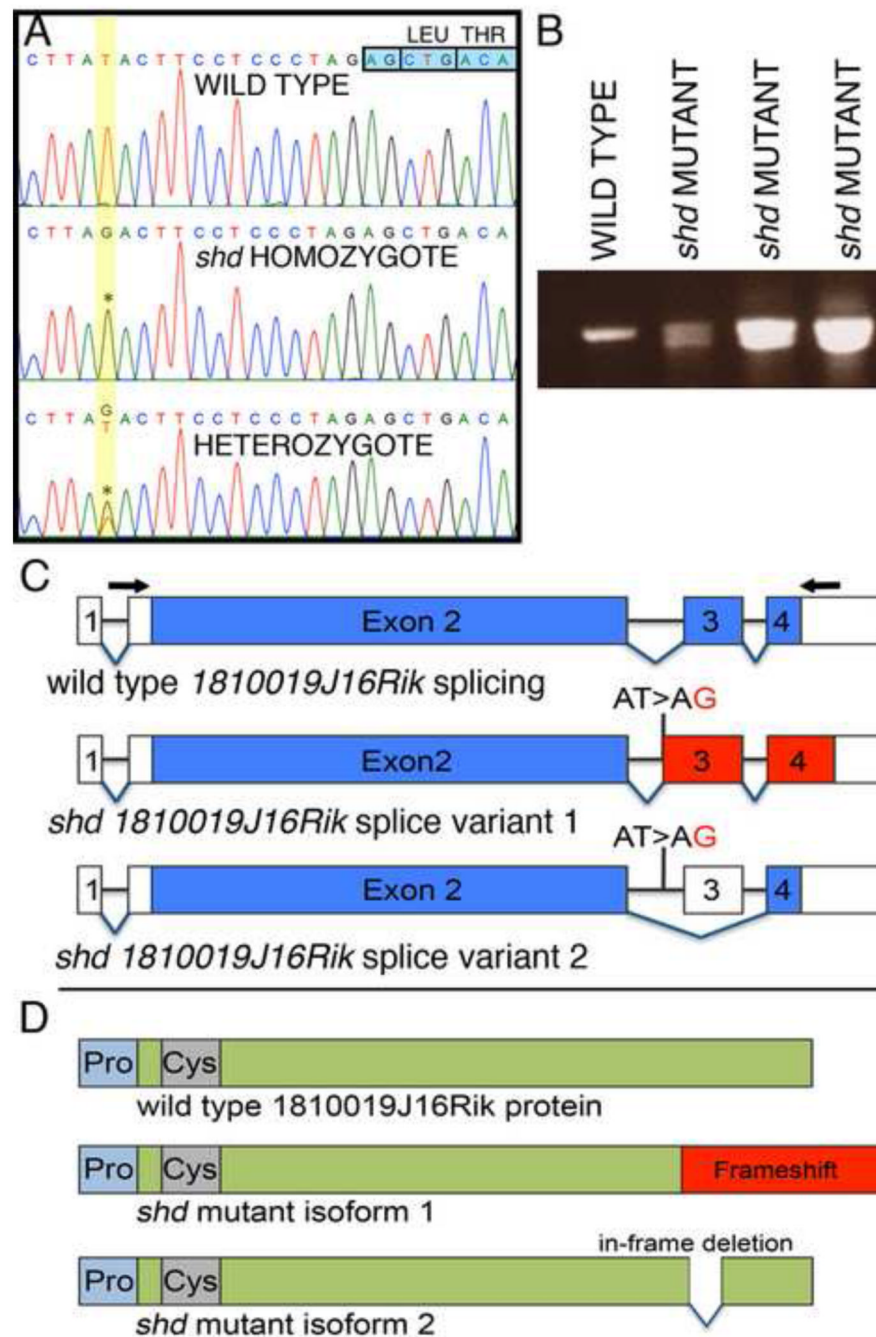 A
LEU THR
C T T A T A C T T C C T C C C T A G A G C T G A C A
WILD TYPE
C T T A G A C T T C C T C C C T A G A G C T G A C A
shd HOMOZYGOTE
*
G
C T T A T A C T T C C T C C C T A G A G C T G A C A
HETEROZYGOTE
*
B
WILD TYPE
shd MUTANT
shd MUTANT
shd MUTANT
C
1 Exon 2 3 4
wild type 1810019J16Rik splicing
AT>AG
1 Exon2 3 4
shd 1810019J16Rik splice variant 1
AT>AG
1 Exon 2 3 4
shd 1810019J16Rik splice variant 2
D
Pro Cys
wild type 1810019J16Rik protein
Pro Cys Frameshift
shd mutant isoform 1
in-frame deletion
Pro Cys
shd mutant isoform 2